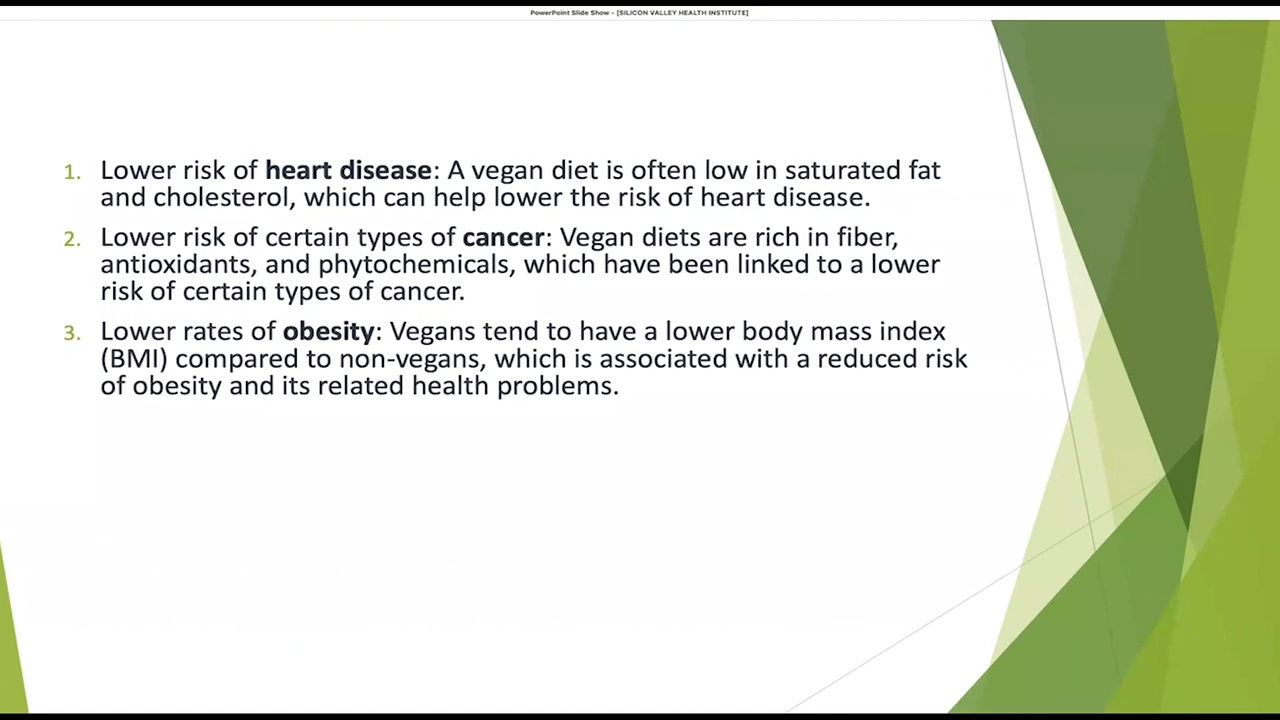 PowerPoint Slide Show - [SILICON VALLEY HEALTH INSTITUTE]
1. Lower risk of heart disease: A vegan diet is often low in saturated fat
and cholesterol, which can help lower the risk of heart disease.
2. Lower risk of certain types of cancer: Vegan diets are rich in fiber,
antioxidants, and phytochemicals, which have been linked to a lower
risk of certain types of cancer.
3. Lower rates of obesity: Vegans tend to have a lower body mass index
(BMI) compared to non-vegans, which is associated with a reduced risk
of obesity and its related health problems.